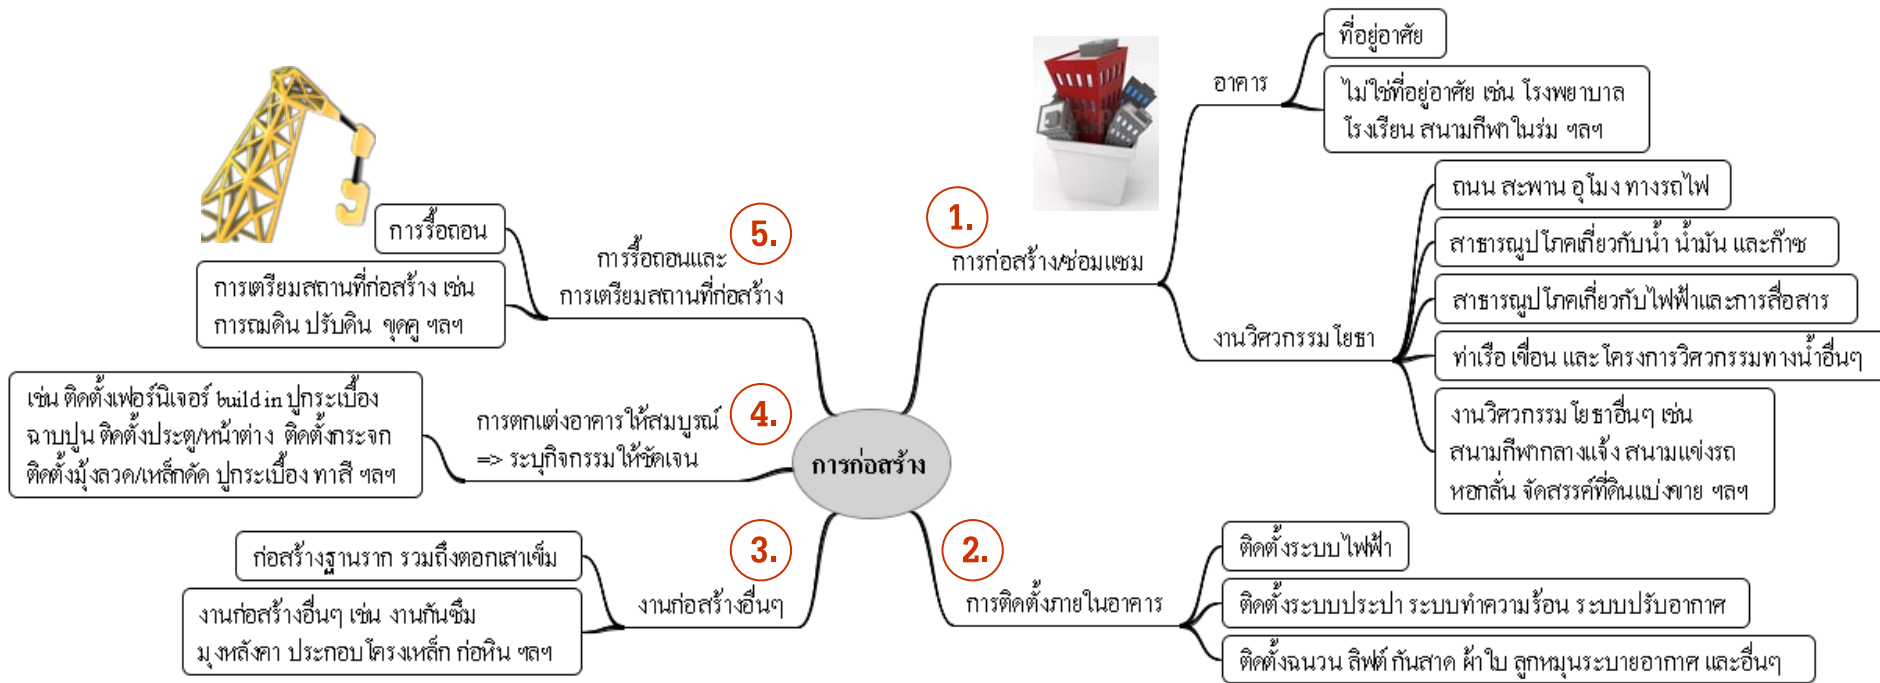 การก่อสร้าง
1.
การก่อสร้าง/ซ่อมแซม
อาคาร
ที่อยู่อาศัย
ไม่ใช่ที่อยู่อาศัย เช่น โรงพยาบาล
โรงเรียน สนามกีฬาในร่ม ฯลฯ
งานวิศวกรรมโยธา
ถนน สะพาน อุโมง ทางรถไฟ
สาธารณูปโภคเกี่ยวกับน้ำ น้ำมัน และก๊าซ
สาธารณูปโภคเกี่ยวกับไฟฟ้าและการสื่อสาร
ท่าเรือ เขื่อน และโครงการวิศวกรรมทางน้ำอื่นๆ
งานวิศวกรรมโยธาอื่นๆ เช่น
สนามกีฬากลางแจ้ง สนามแข่งรถ
หอกลั่น จัดสรรค์ที่ดินแบ่งขาย ฯลฯ
2.
การติดตั้งภายในอาคาร
ติดตั้งระบบไฟฟ้า
ติดตั้งระบบประปา ระบบทำความร้อน ระบบปรับอากาศ
ติดตั้งฉนวน ลิฟต์ กันสาด ผ้าใบ ลูกหมุนระบายอากาศ และอื่นๆ
3.
งานก่อสร้างอื่นๆ
ก่อสร้างฐานราก รวมถึงตอกเสาเข็ม
งานก่อสร้างอื่นๆ เช่น งานกันซึม
มุงหลังคา ประกอบโครงเหล็ก ก่อหิน ฯลฯ
4.
การตกแต่งอาคารให้สมบูรณ์
=> ระบุกิจกรรมให้ชัดเจน
เช่น ติดตั้งเฟอร์นิเจอร์ build in ปูกระเบื้อง
ฉาบปูน ติดตั้งประตู/หน้าต่าง ติดตั้งกระจก
ติดตั้งมุ้งลวด/เหล็กดัด ปูกระเบื้อง ทาสี ฯลฯ
5.
การรื้อถอนและ
การเตรียมสถานที่ก่อสร้าง
การรื้อถอน
การเตรียมสถานที่ก่อสร้าง เช่น
การถมดิน ปรับดิน ขุดคู ฯลฯ